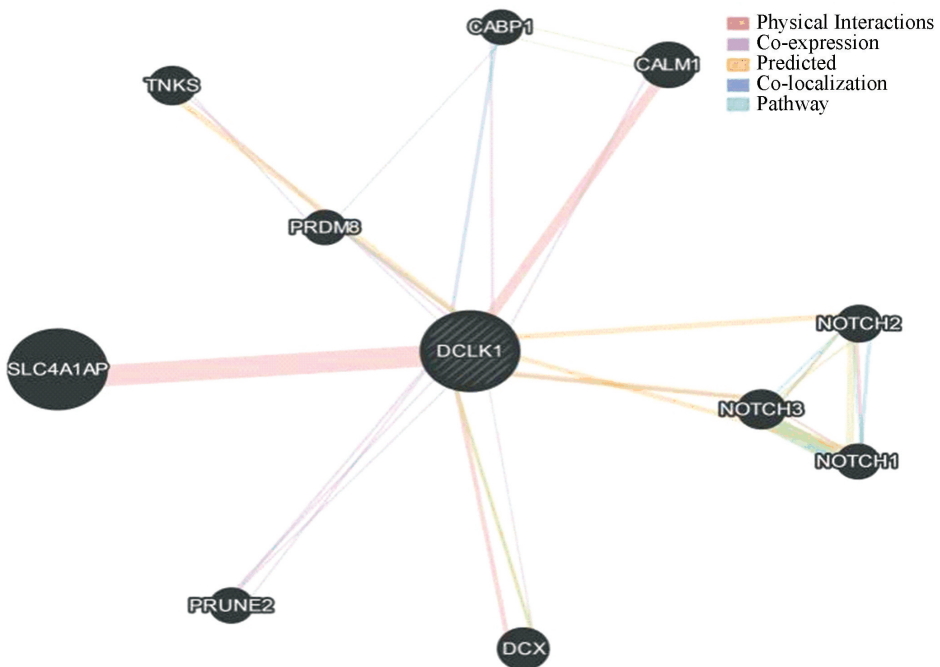 CABP1
Physical Interactions
Co-expression
Predicted
Co-localization
Pathway
CALM1
TNKS
PRDM8
NOTCH2
DCLK1
SLC4A1AP
NOTCH3
NOTCH1
PRUNE2
DCX